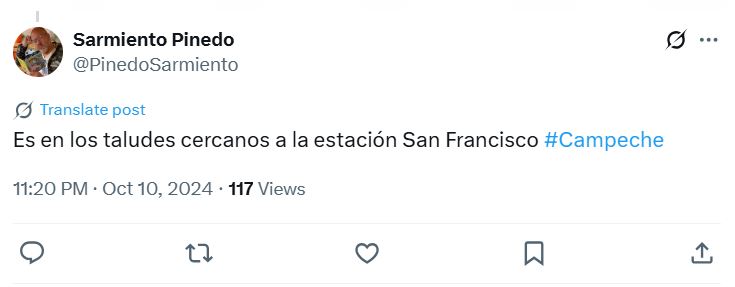 Sarmiento Pinedo
@PinedoSarmiento
Translate post
Es en los taludes cercanos a la estación San Francisco #Campeche
11:20 PM · Oct 10, 2024 · 117 Views